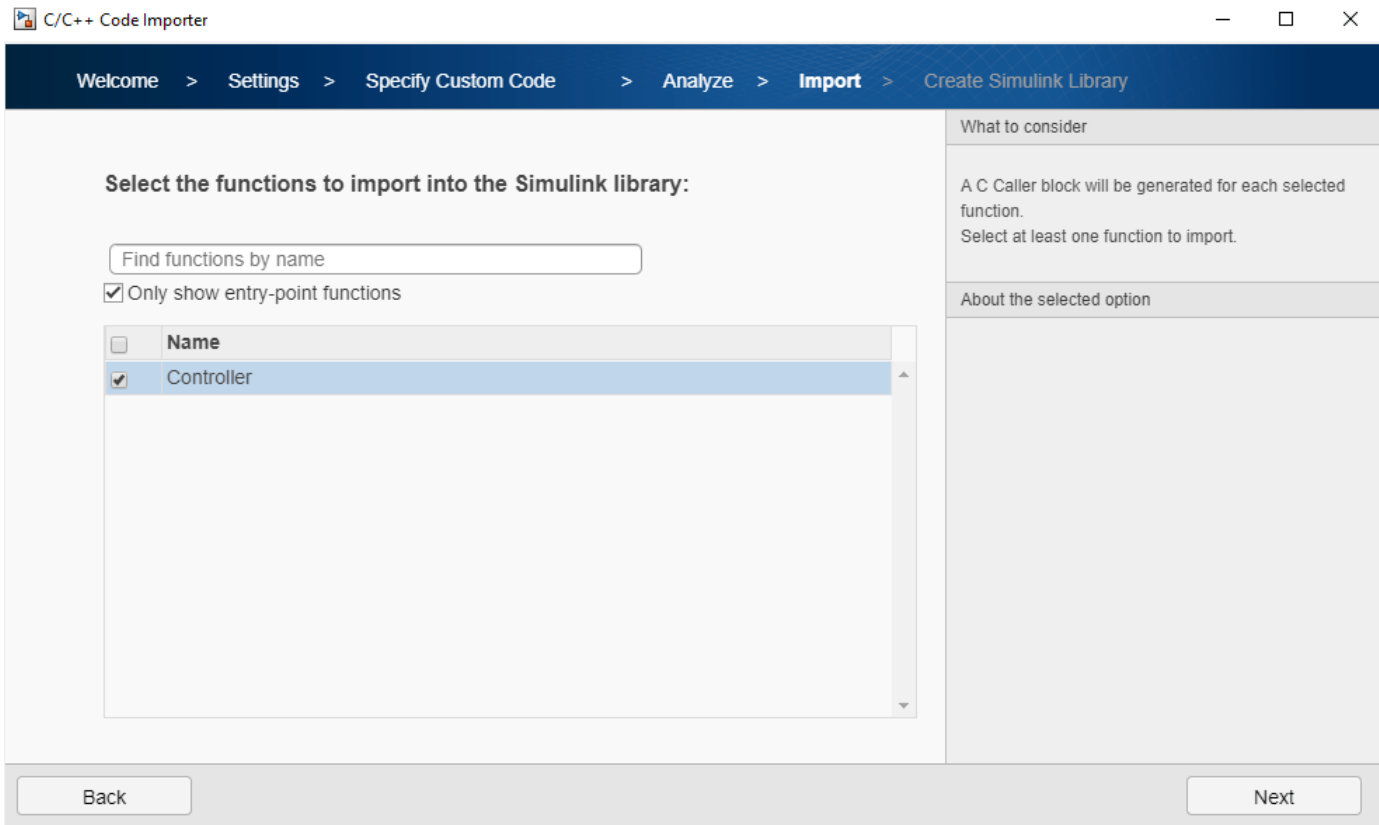 C/C++ Code Importer
Welcome > Settings > Specify Custom Code > Analyze > Import > Create Simulink Library
Select the functions to import into the Simulink library:
Find functions by name
Only show entry-point functions
Name
Controller
What to consider
A C Caller block will be generated for each selected
function.
Select at least one function to import.
About the selected option
Back
Next